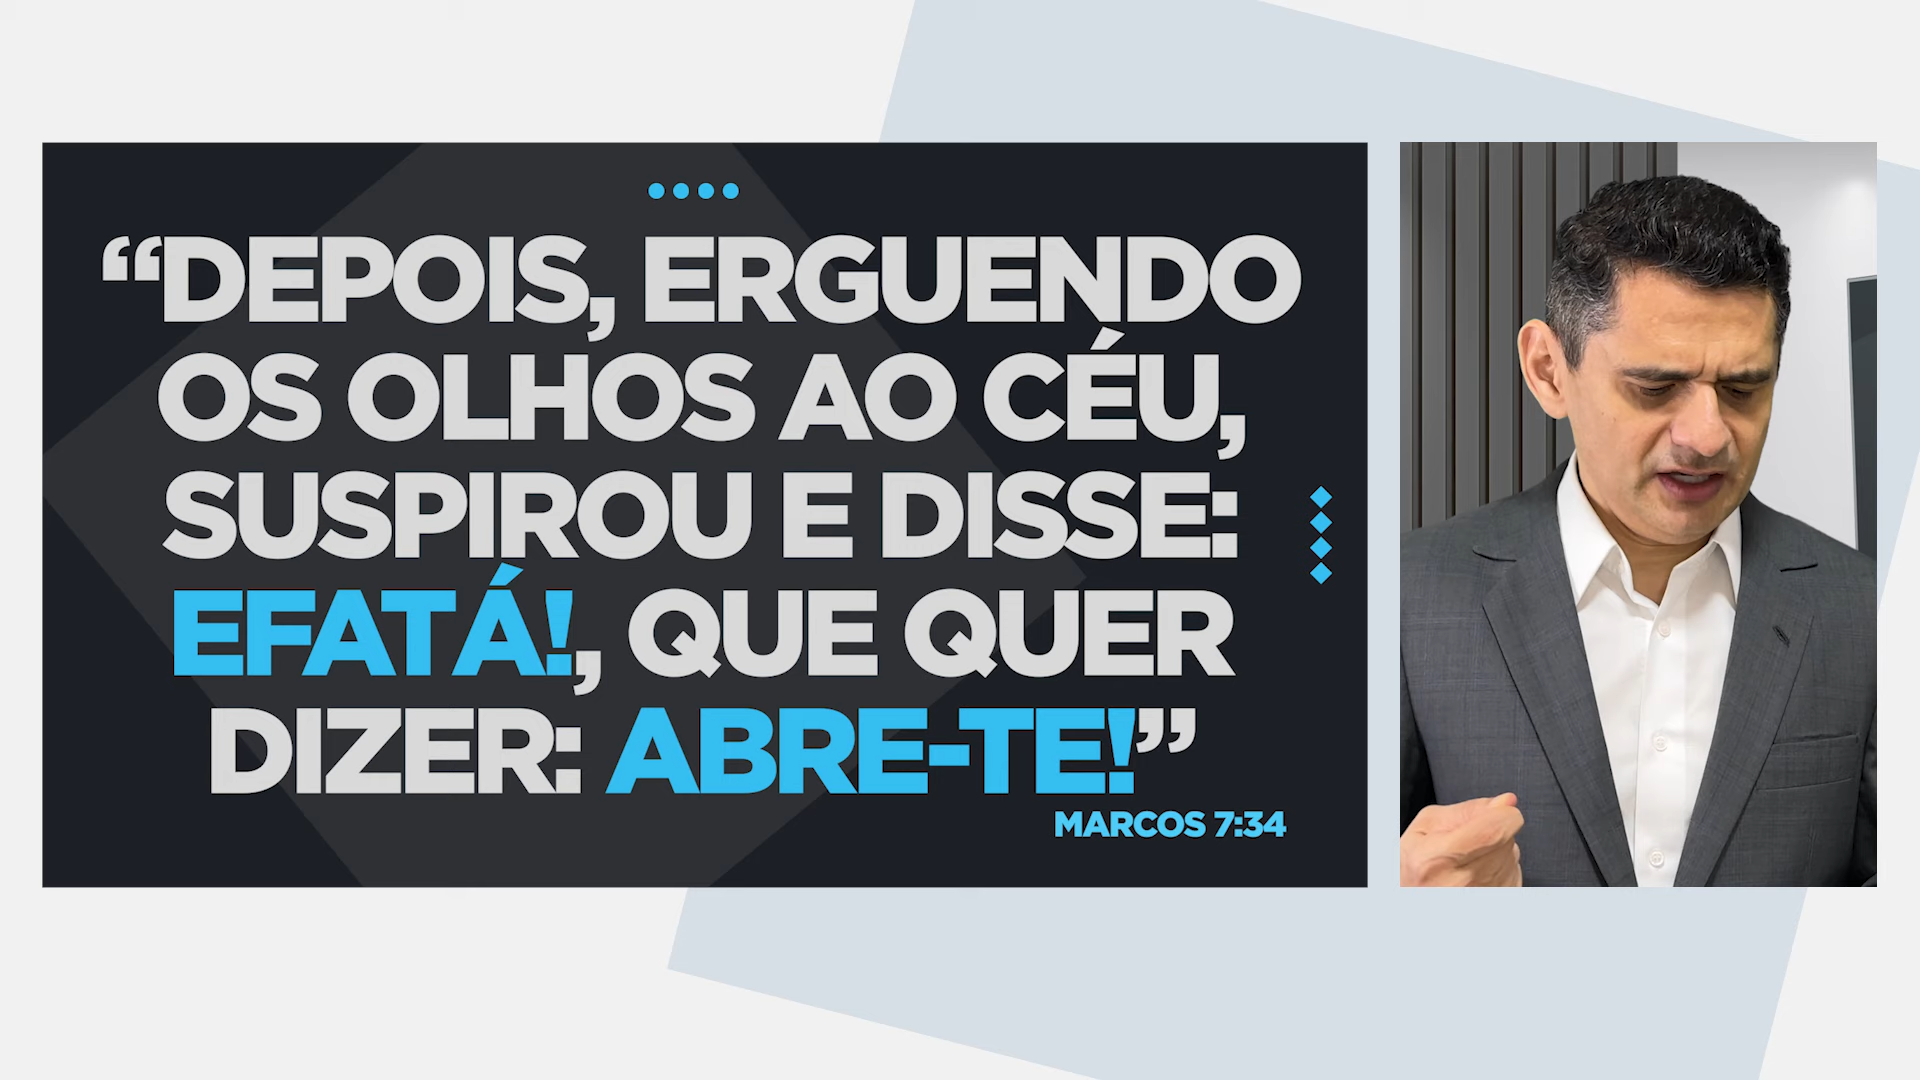 “DEPOIS, ERGUENDO
OS OLHOS AO CÉU,
SUSPIROU E DISSE:
EFATÁ!, QUE QUER
DIZER: ABRE-TE!”
MARCOS 7:34